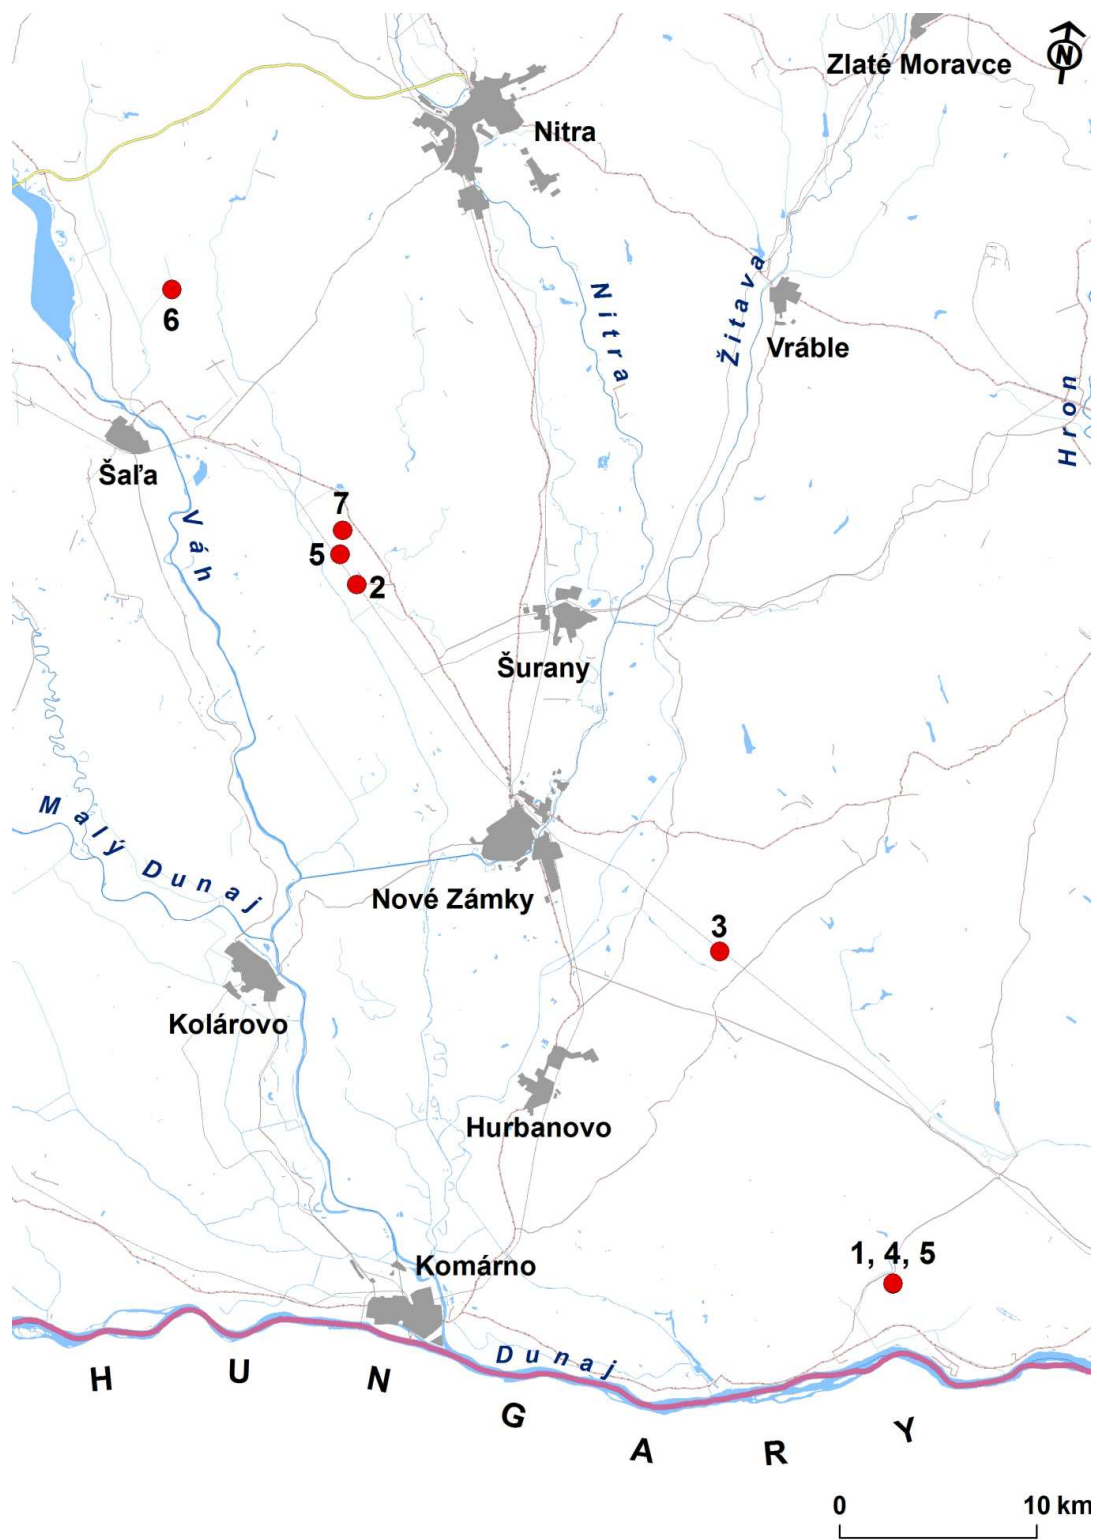 Zlaté Moravce
N
Nitra
Nitra
Žitava
6
Vráble
Hron
Šaľa
7
Váh
5
2
Šurany
Malý Dunaj
Nové Zámky
3
Kolárovo
Hurbanovo
1, 4, 5
Komárno
Dunaj
HUNGARY
0 10 km